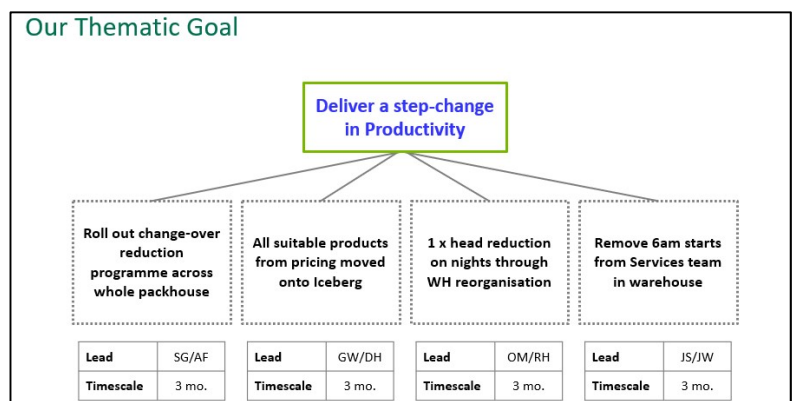 Our Thematic Goal
Deliver a step-change
in Productivity
Roll out change-over
reduction
programme across
whole packhouse
All suitable products
from pricing moved
onto Iceberg
1 x head reduction
on nights through
WH reorganisation
Remove 6am starts
from Services team
in warehouse
Lead SG/AF
Timescale 3 mo.
Lead GW/DH
Timescale 3 mo.
Lead OM/RH
Timescale 3 mo.
Lead JS/JW
Timescale 3 mo.